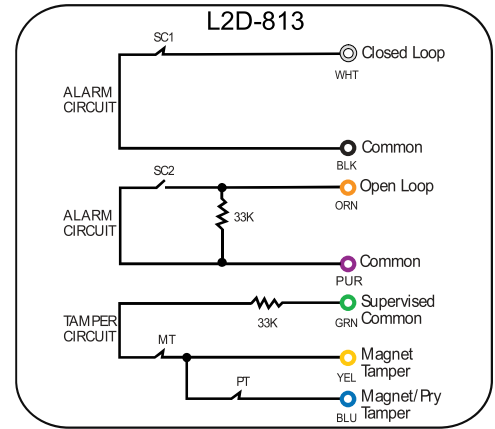 L2D-813
SC1
Closed Loop
WHT
ALARM
CIRCUIT
Common
BLK
SC2
Open Loop
ORN
ALARM
CIRCUIT
33K
Common
PUR
Supervised
Common
GRN
33K
TAMPER
CIRCUIT
MT
Magnet
Tamper
YEL
PT
Magnet/Pry
Tamper
BLU